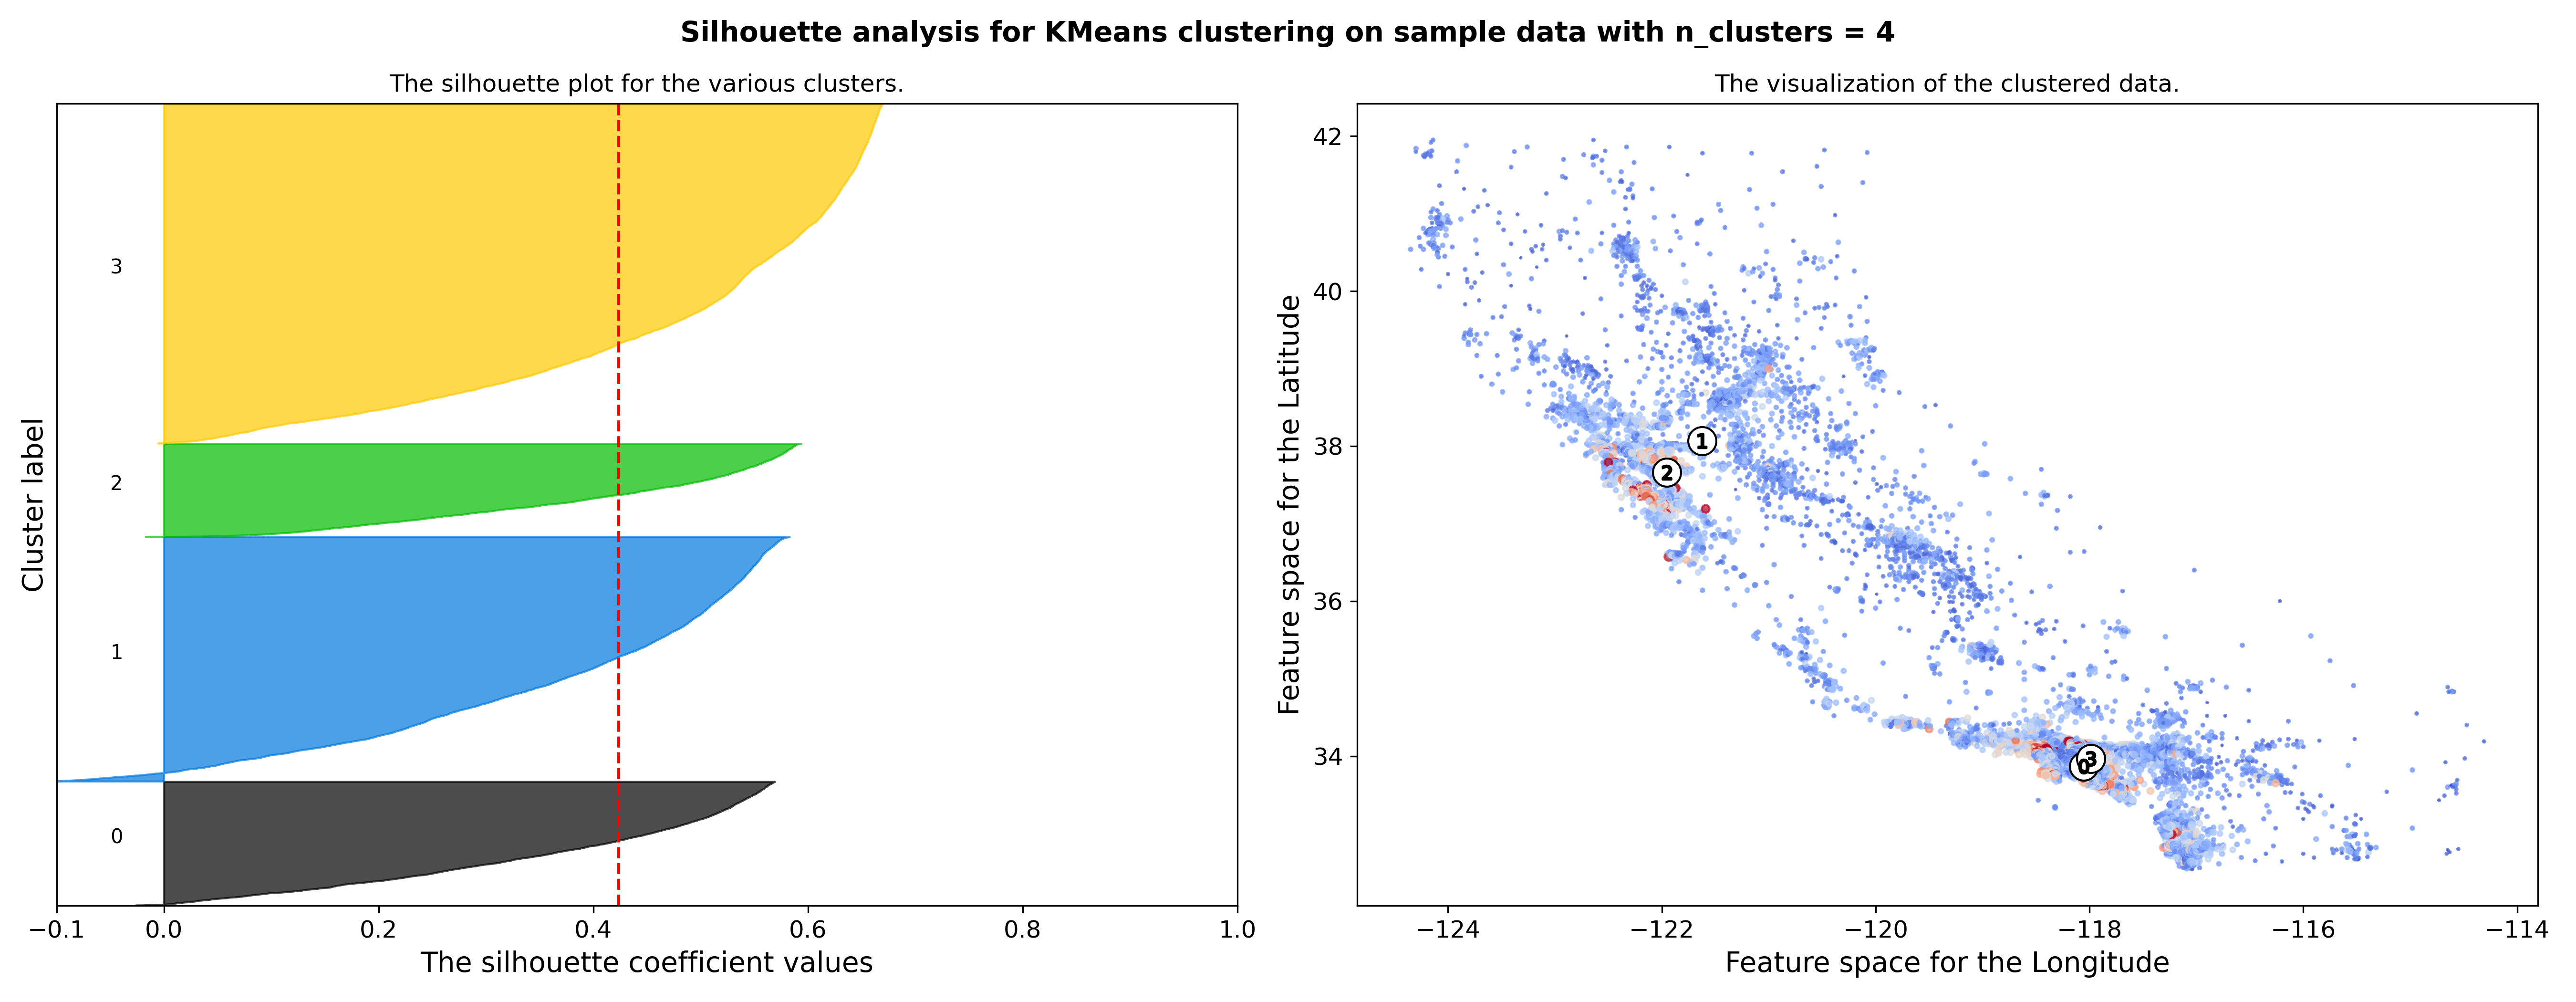 Silhouette analysis for KMeans clustering on sample data with n_clusters = 4
The silhouette plot for the various clusters.
3
2
1
0
Cluster label
−0.1 0.0 0.2 0.4 0.6 0.8 1.0
The silhouette coefficient values
The visualization of the clustered data.
42
40
38
36
34
Feature space for the Latitude
1
2
3
0
−124 −122 −120 −118 −116 −114
Feature space for the Longitude